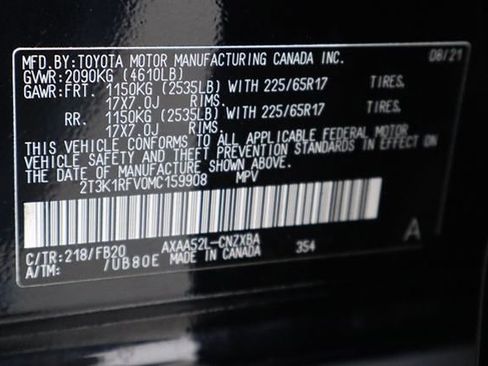 MFD. BY: TOYOTA MOTOR MANUFACTURING CANADA INC. 08/21
GVWR: 2090KG (4610LB)
GAWR: FRT. 1150KG (2535LB) WITH 225/65R17 TIRES.
17X7.0J RIMS.
RR. 1150KG (2535LB) WITH 225/65R17 TIRES.
17X7.0J RIMS.
THIS VEHICLE CONFORMS TO ALL APPLICABLE FEDERAL MOTOR
VEHICLE SAFETY AND THEFT PREVENTION STANDARDS IN EFFECT
ON THE DATE OF MANUFACTURE SHOWN ABOVE.
2T3K1RFV0MC159908 MPV
C/TR: 218/FB20 AXAA52L-CNZXBA 354 A
A/TM: /UB80E MADE IN CANADA